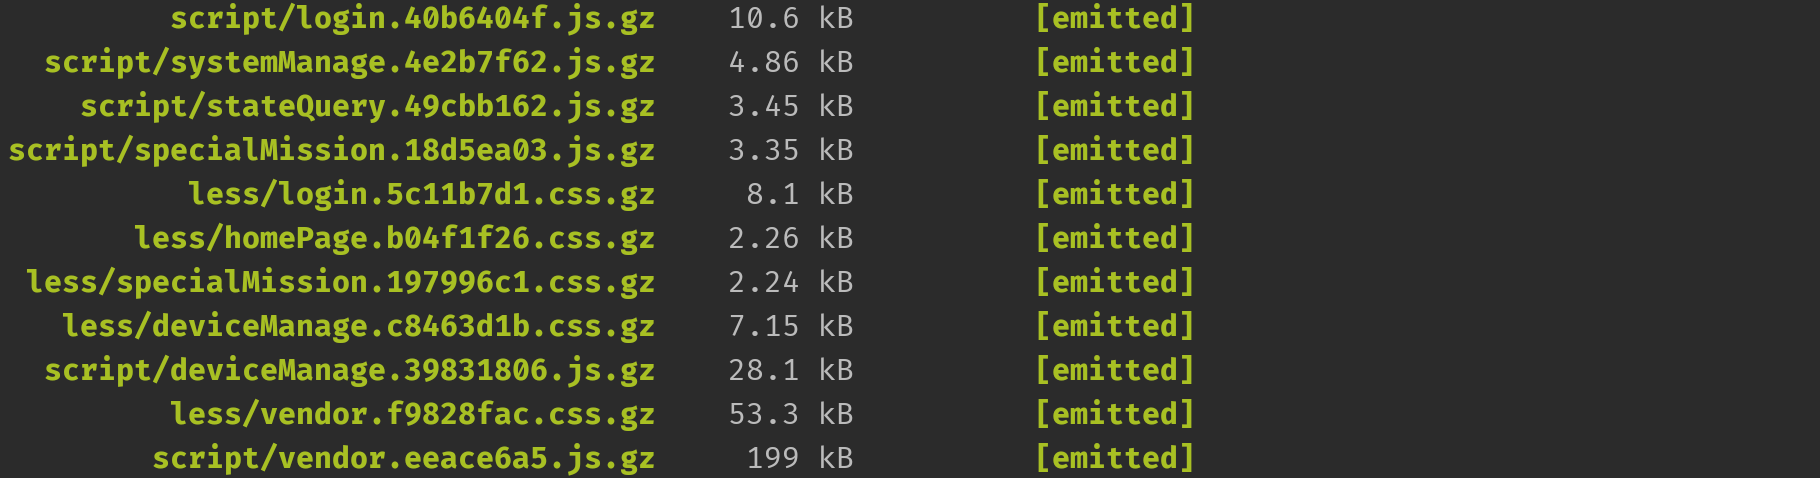 script/login.40b6404f.js.gz 10.6 kB [emitted]
script/systemManage.4e2b7f62.js.gz 4.86 kB [emitted]
script/stateQuery.49cbb162.js.gz 3.45 kB [emitted]
script/specialMission.18d5ea03.js.gz 3.35 kB [emitted]
less/login.5c11b7d1.css.gz 8.1 kB [emitted]
less/homePage.b04f1f26.css.gz 2.26 kB [emitted]
less/specialMission.197996c1.css.gz 2.24 kB [emitted]
less/deviceManage.c8463d1b.css.gz 7.15 kB [emitted]
script/deviceManage.39831806.js.gz 28.1 kB [emitted]
less/vendor.f9828fac.css.gz 53.3 kB [emitted]
script/vendor.eeace6a5.js.gz 199 kB [emitted]